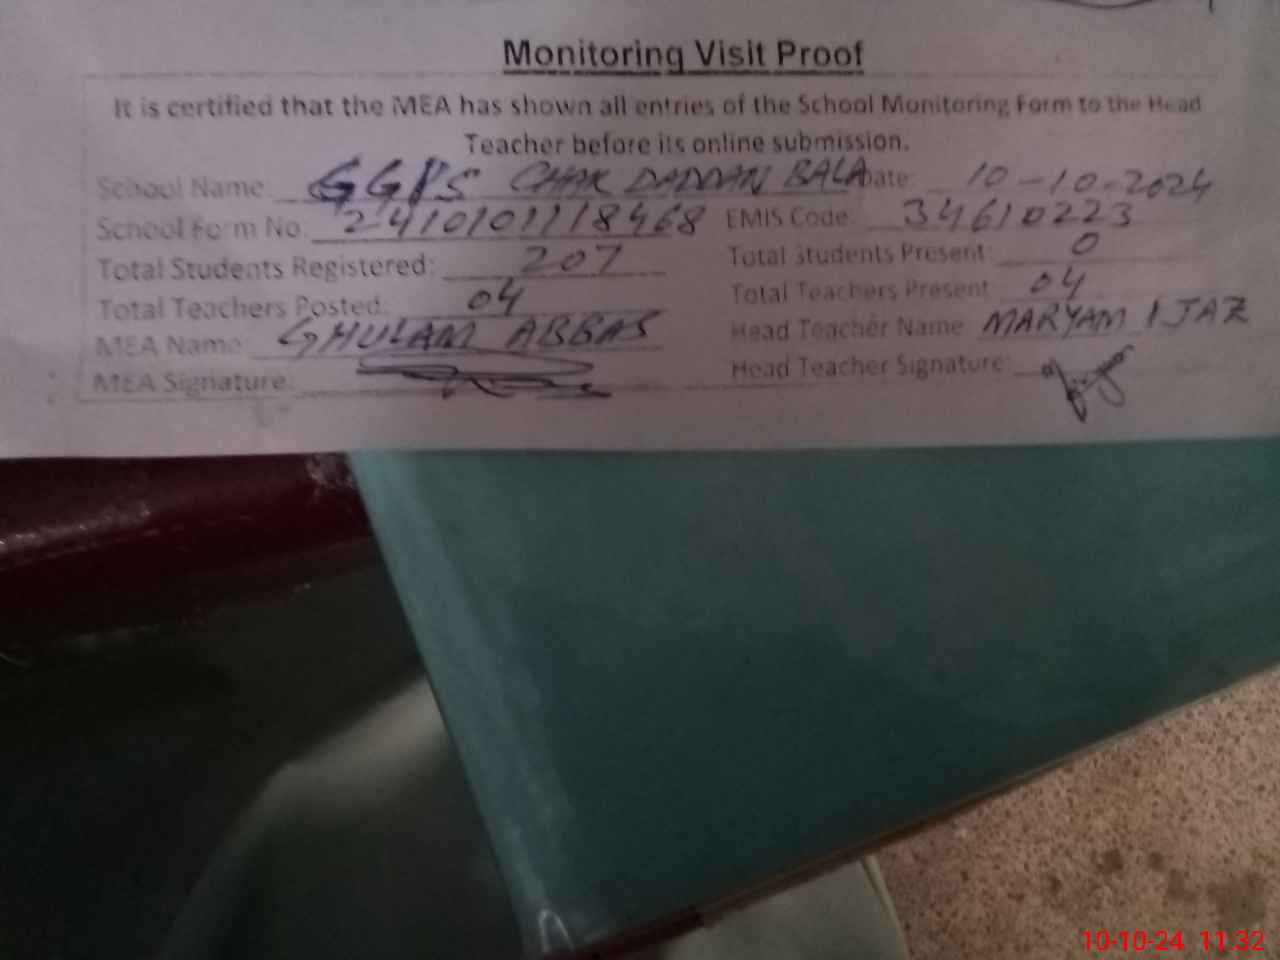 Monitoring Visit Proof
It is certified that the MEA has shown all entries of the School Monitoring Form to the Head
Teacher before its online submission.
School Name: GGPS CHAK DADDAN BALA Date: 10-10-2024
School Form No. 2410101118468 EMIS Code: 34610223
Total Students Registered: 207 Total Students Present: 0
Total Teachers Posted: 04 Total Teachers Present: 04
MEA Name: GHULAM ABBAS Head Teacher Name MARYAM IJAZ
MEA Signature: Head Teacher Signature:
10-10-24 11:32